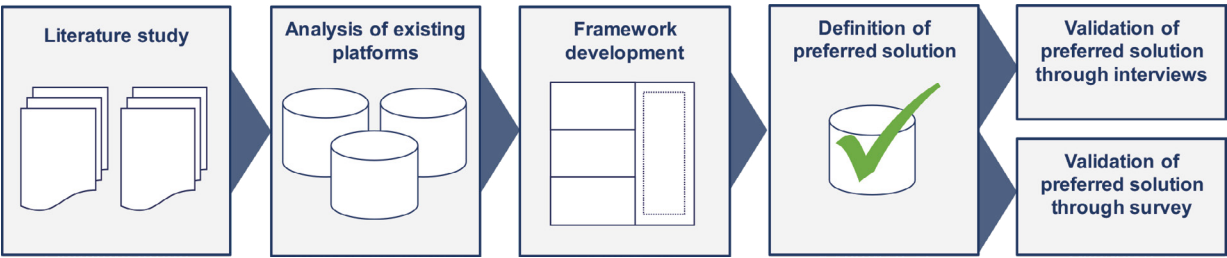 Literature study
Analysis of existing
platforms
Framework
development
Definition of
preferred solution
Validation of
preferred solution
through interviews
Validation of
preferred solution
through survey